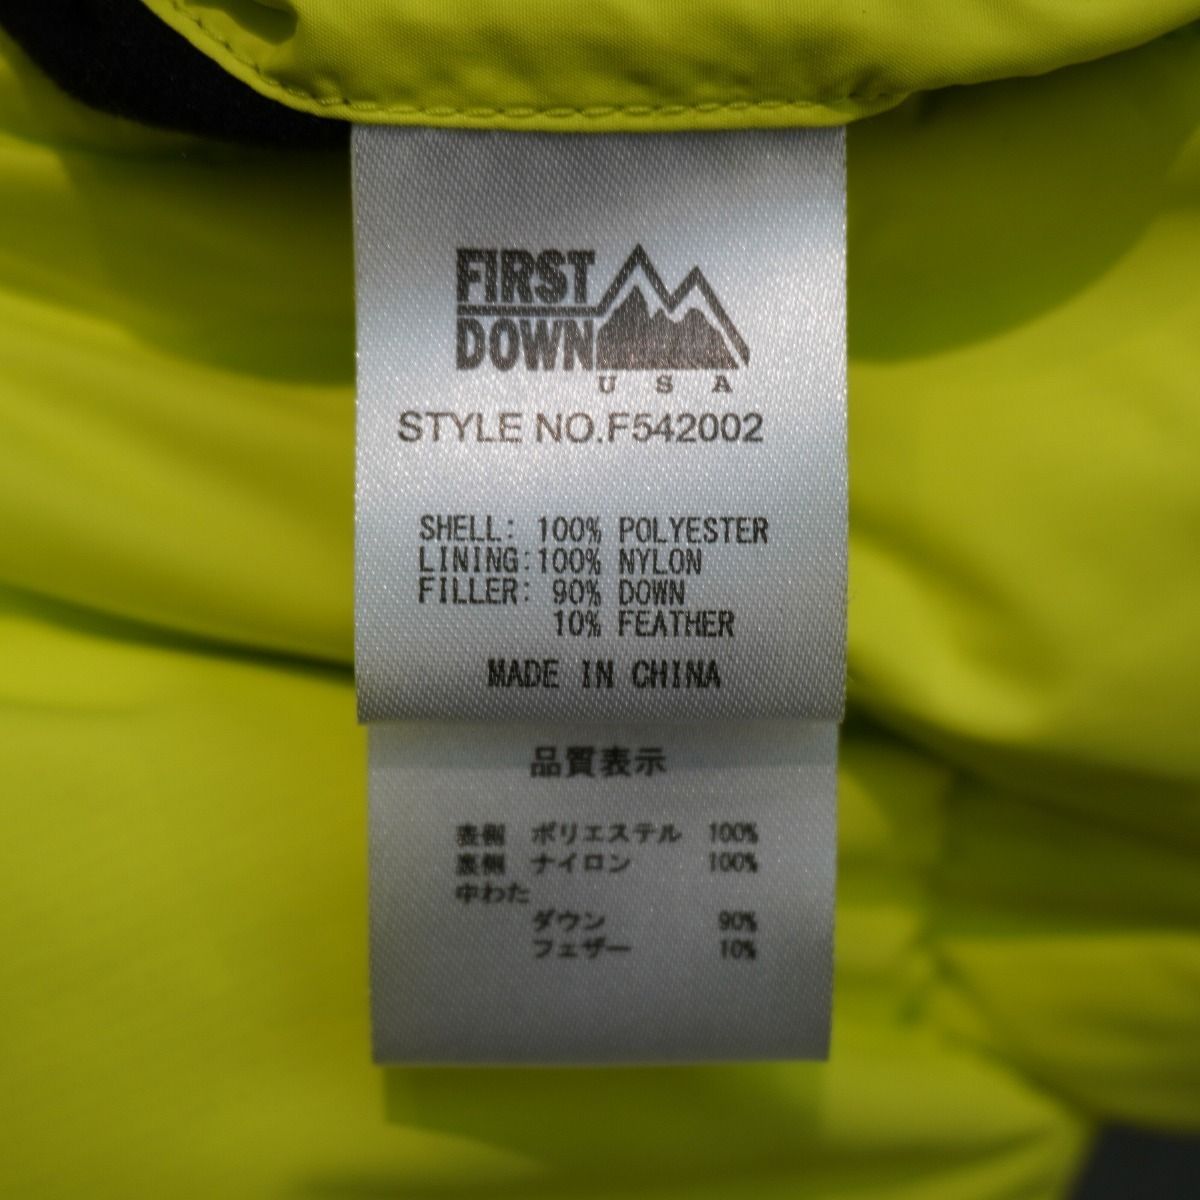 FIRST
DOWN
USA
STYLE NO.F542002
SHELL: 100% POLYESTER
LINING:100% NYLON
FILLER: 90% DOWN
10% FEATHER
MADE IN CHINA
品質表示
表側 ポリエステル 100%
裏側 ナイロン 100%
中わた
ダウン 90%
フェザー 10%